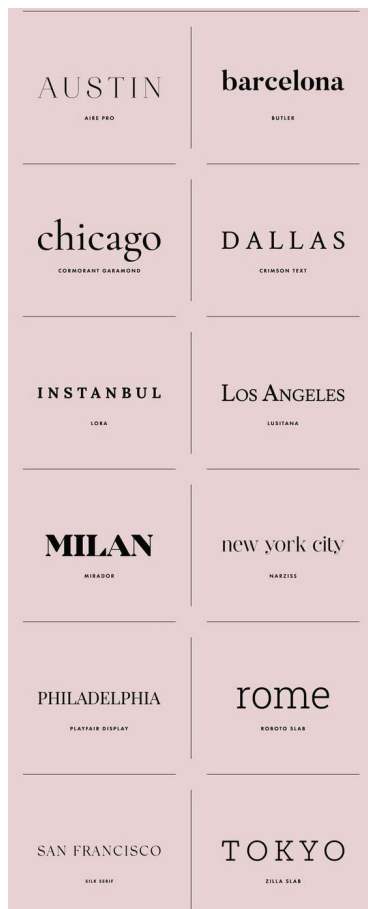 AUSTIN
AIRE PRO
barcelona
BUTLER
chicago
CORMORANT GARAMOND
DALLAS
CRIMSON TEXT
INSTANBUL
LORA
LOS ANGELES
LUSITANA
MILAN
MIRADOR
new york city
NARZISS
PHILADELPHIA
PLAYFAIR DISPLAY
rome
ROBOTO SLAB
SAN FRANCISCO
SILK SERIF
TOKYO
ZILLA SLAB